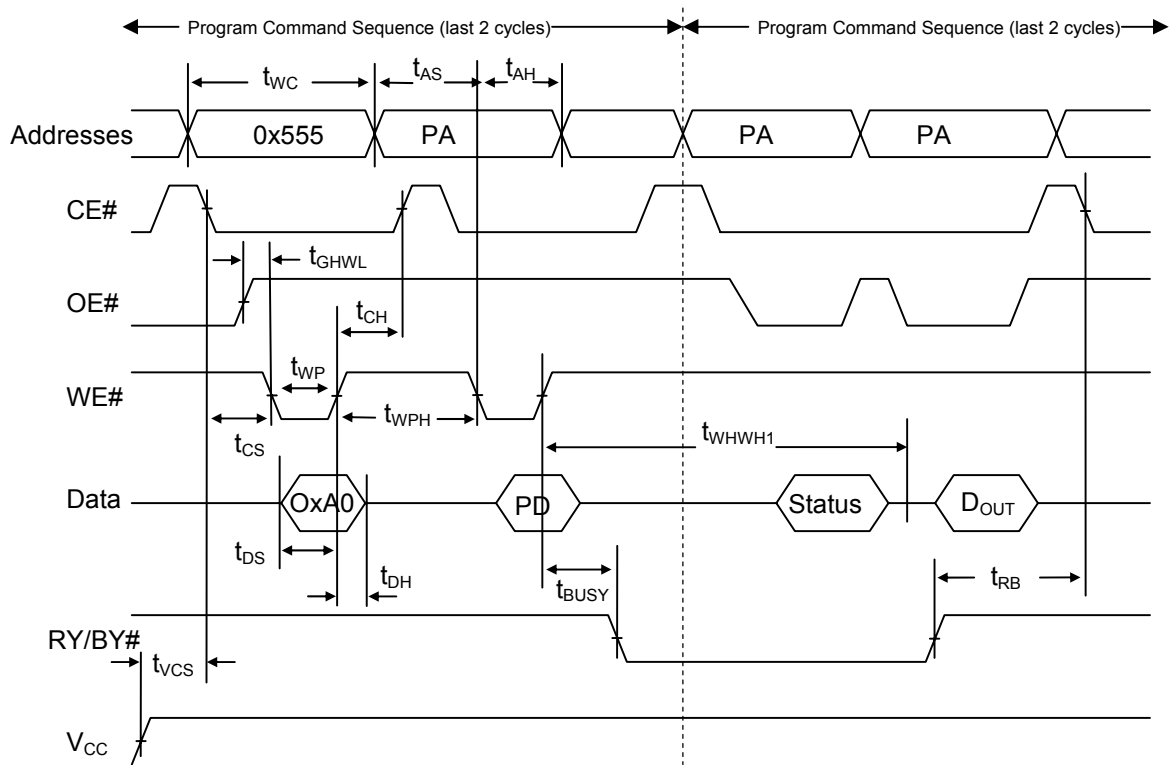 Program Command Sequence (last 2 cycles) Program Command Sequence (last 2 cycles)
tWC tAS tAH
Addresses 0x555 PA PA PA
CE#
tGHWL
OE#
tCH
tWP
WE#
tWPH
tCS tWHWH1
Data OxA0 PD Status DOUT
tDS tDH tBUSY tRB
RY/BY#
tVCS
VCC